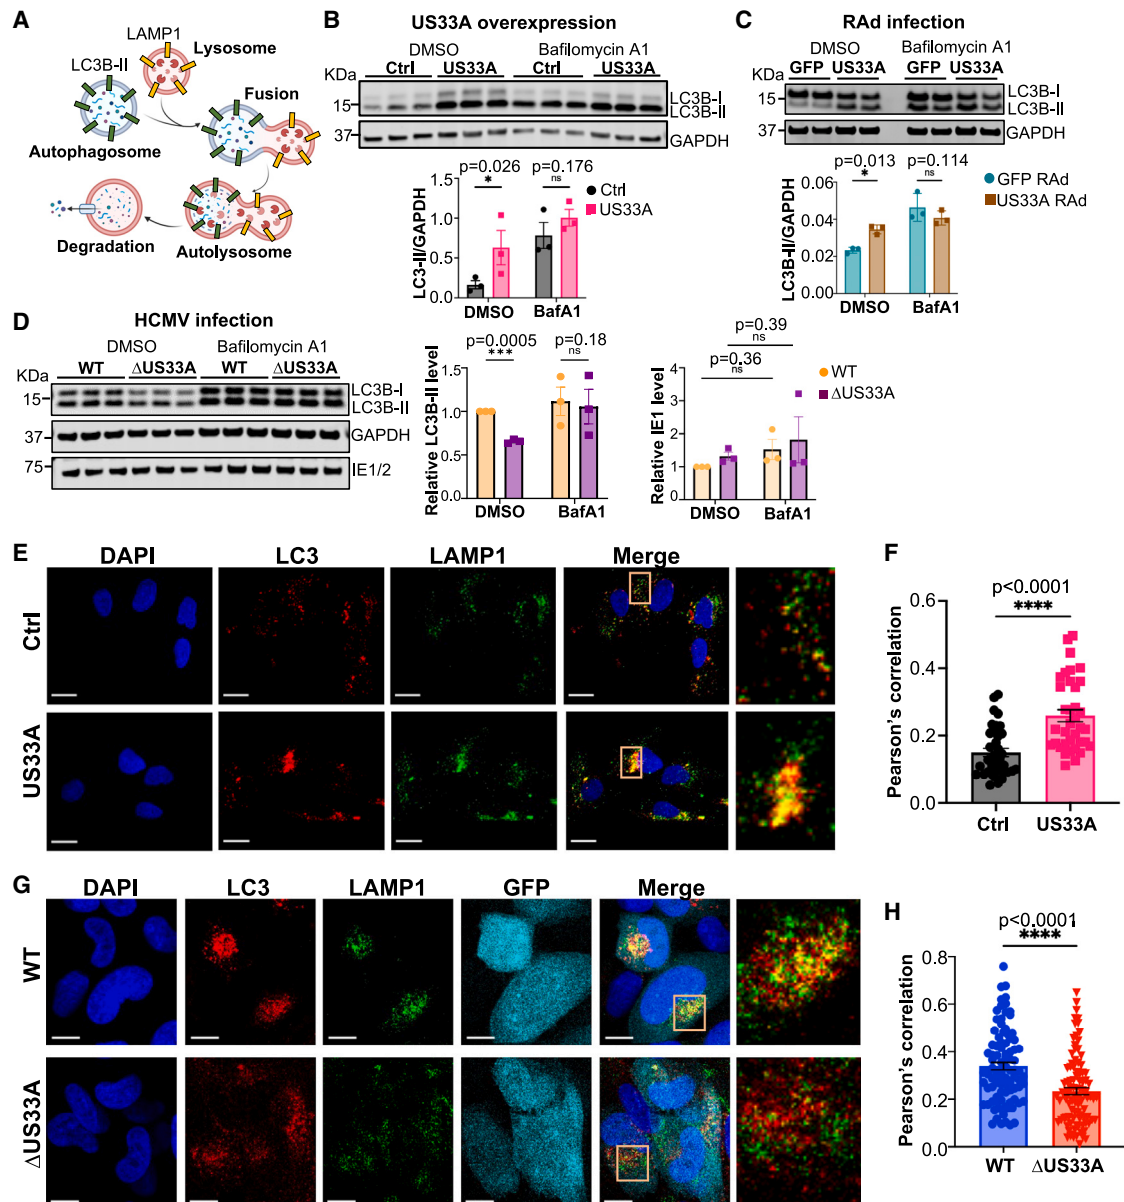 A
LAMP1
Lysosome
LC3B-II
Fusion
Autophagosome
Degradation
Autolysosome
B
US33A overexpression
DMSO
Bafilomycin A1
KDa
Ctrl
US33A
Ctrl
US33A
15
LC3B-I
LC3B-II
37
GAPDH
p=0.026
p=0.176
*
ns
Ctrl
US33A
LC3-II/GAPDH
1.5
1.0
0.5
0.0
DMSO
BafA1
C
RAd infection
DMSO
Bafilomycin A1
KDa
GFP
US33A
GFP
US33A
15
LC3B-I
LC3B-II
37
GAPDH
p=0.013
p=0.114
*
ns
GFP RAd
US33A RAd
LC3B-II/GAPDH
0.06
0.04
0.02
0.00
DMSO
BafA1
D
HCMV infection
DMSO
Bafilomycin A1
KDa
WT
ΔUS33A
WT
ΔUS33A
15
LC3B-I
LC3B-II
37
GAPDH
75
IE1/2
p=0.0005
p=0.18
***
ns
Relative LC3B-II level
1.5
1.0
0.5
0.0
DMSO
BafA1
p=0.39
ns
p=0.36
ns
WT
ΔUS33A
Relative IE1 level
4
2
1
0
DMSO
BafA1
E
DAPI
LC3
LAMP1
Merge
Ctrl
US33A
F
p<0.0001
****
Pearson's correlation
0.6
0.4
0.2
0.0
Ctrl
US33A
G
DAPI
LC3
LAMP1
GFP
Merge
WT
ΔUS33A
H
p<0.0001
****
Pearson's correlation
0.8
0.6
0.4
0.2
0.0
WT
ΔUS33A